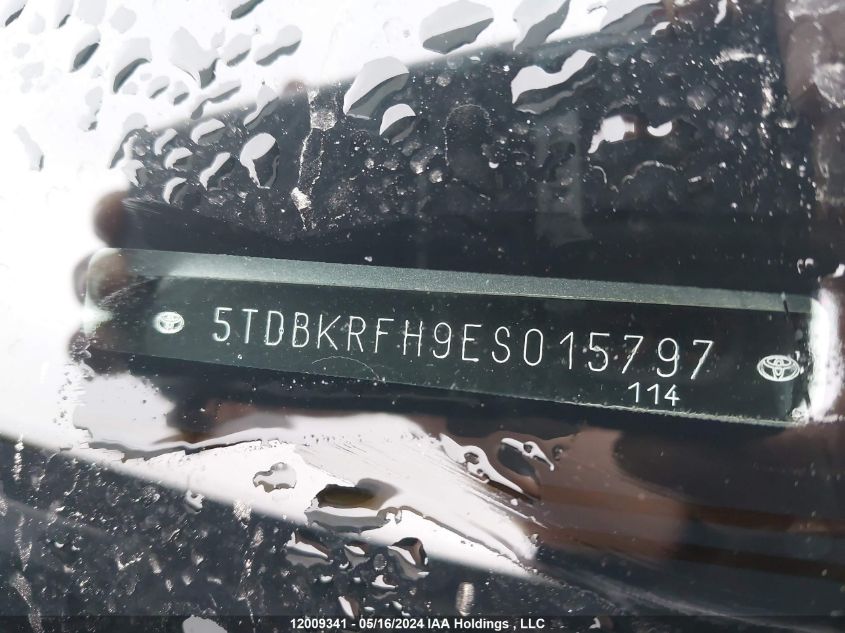 5TDBKRFH9ES015797
114
12009341 - 05/16/2024 IAA Holdings , LLC